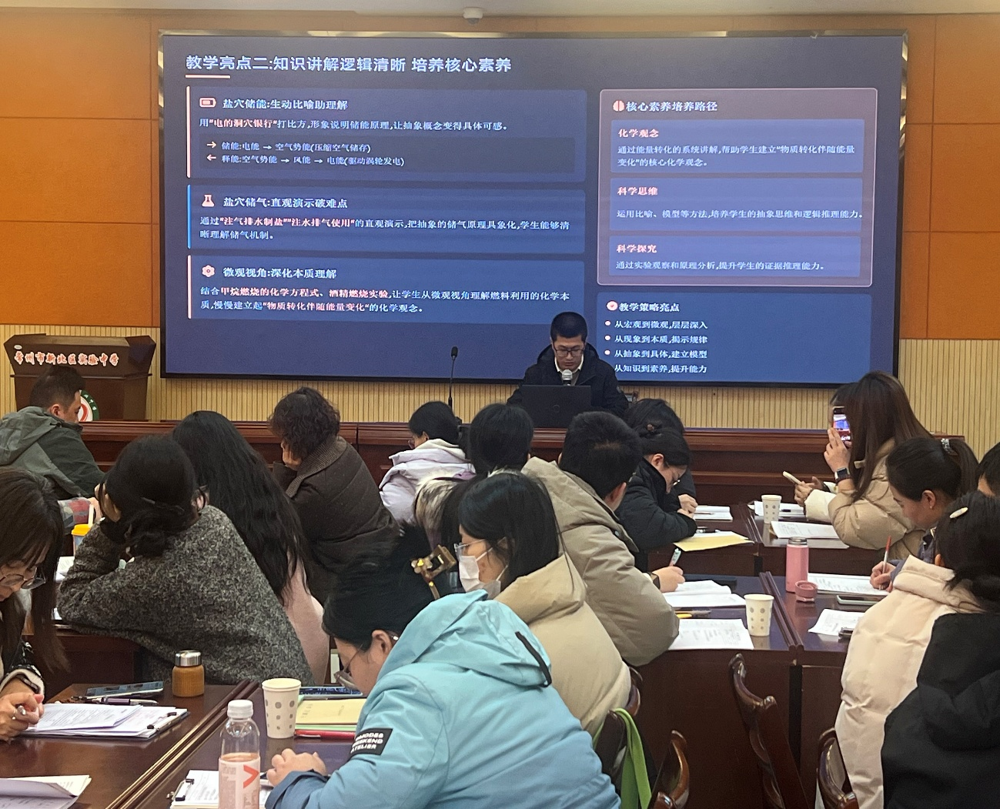 教学亮点二:知识讲解逻辑清晰 培养核心素养
盐穴储能:生动比喻助理解
用"电的洞穴银行"打比方,形象说明储能原理,让抽象概念变得具体可感。
→ 储能:电能 → 空气势能(压缩空气储存)
← 释能:空气势能 → 风能 → 电能(驱动涡轮发电)
盐穴储气:直观演示破难点
通过"注气排水制盐""注水排气使用"的直观演示,把抽象的储气原理具象化,学生能够清
晰理解储气机制。
微观视角:深化本质理解
结合甲烷燃烧的化学方程式、酒精燃烧实验,让学生从微观视角理解燃料利用的化学本
质,慢慢建立起"物质转化伴随能量变化"的化学观念。
核心素养培养路径
化学观念
通过能量转化的系统讲解,帮助学生建立"物质转化伴随能量
变化"的核心化学观念。
科学思维
运用比喻、模型等方法,培养学生的抽象思维和逻辑推理能力。
科学探究
通过实验观察和原理分析,提升学生的证据推理能力。
教学策略亮点
从宏观到微观,层层深入
从现象到本质,揭示规律
从抽象到具体,建立模型
从知识到素养,提升能力
常州市新北区实验中学
ATELIER